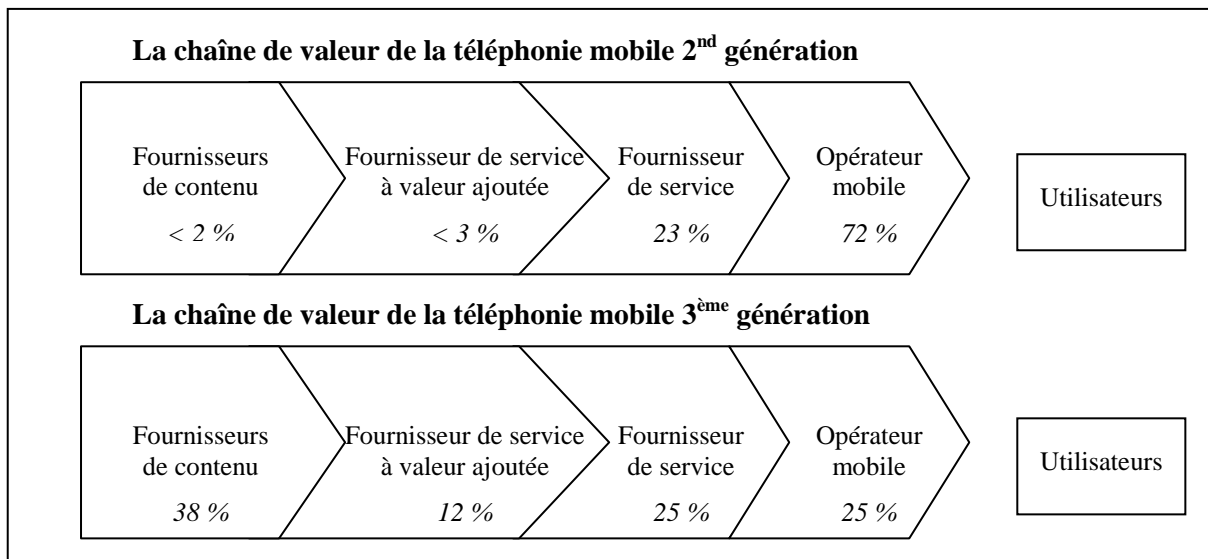 La chaîne de valeur de la téléphonie mobile 2nd génération
Fournisseurs
de contenu
< 2 %
Fournisseur de service
à valeur ajoutée
< 3 %
Fournisseur
de service
23 %
Opérateur
mobile
72 %
Utilisateurs
La chaîne de valeur de la téléphonie mobile 3ème génération
Fournisseurs
de contenu
38 %
Fournisseur de service
à valeur ajoutée
12 %
Fournisseur
de service
25 %
Opérateur
mobile
25 %
Utilisateurs